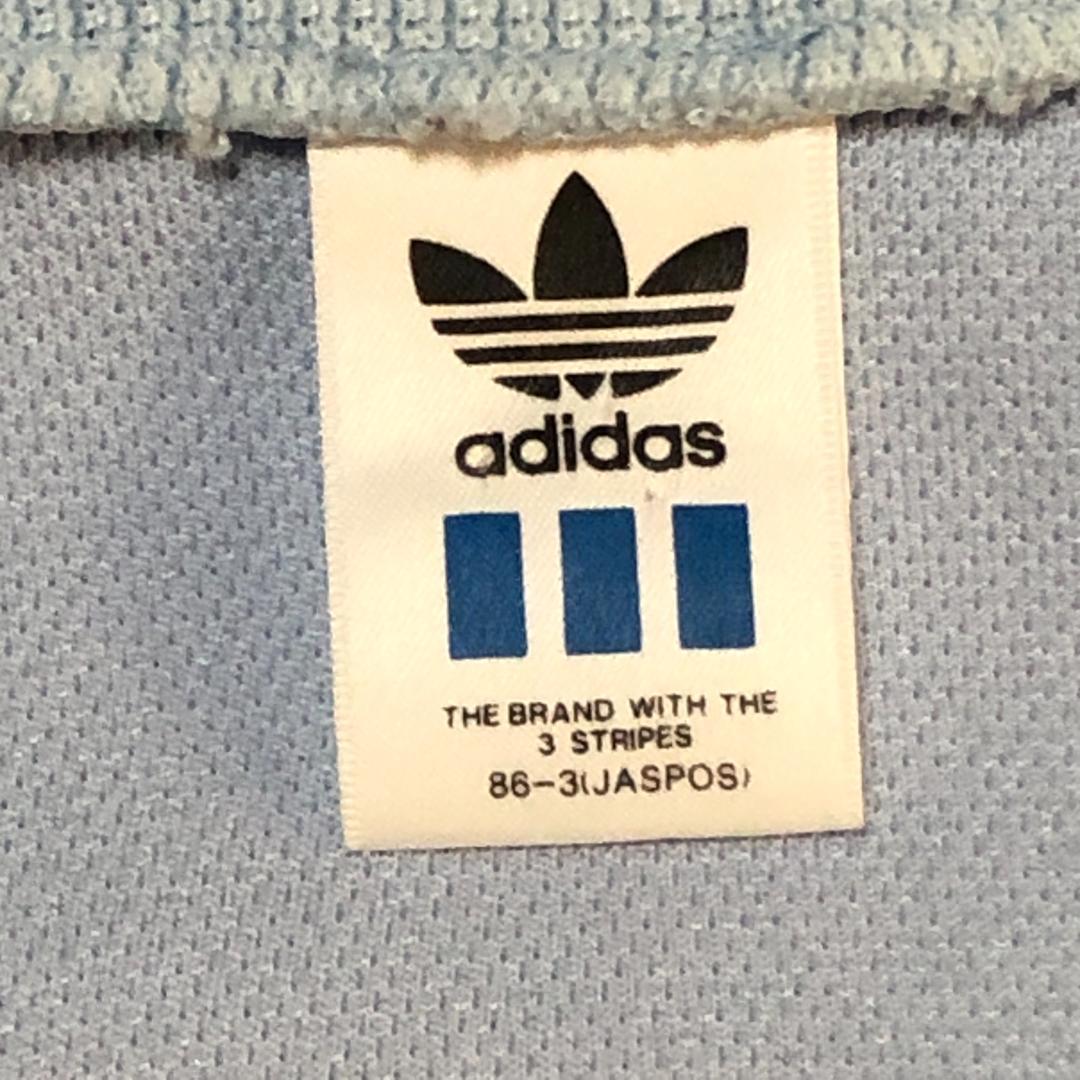 adidas
THE BRAND WITH THE
3 STRIPES
86-3(JASPOS)